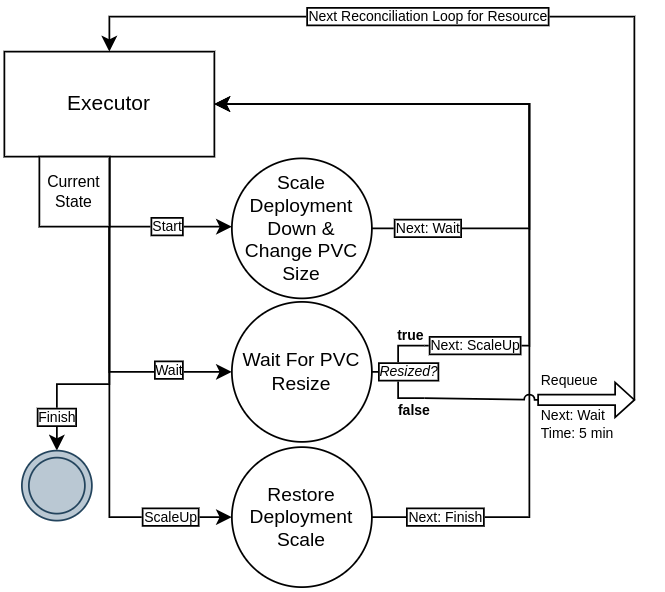 Next Reconciliation Loop for Resource
Executor
Current
State
Start
Scale
Deployment
Down &
Change PVC
Size
Next: Wait
Wait
Wait For PVC
Resize
true
Next: ScaleUp
Resized?
false
Requeue
Next: Wait
Time: 5 min
Finish
ScaleUp
Restore
Deployment
Scale
Next: Finish